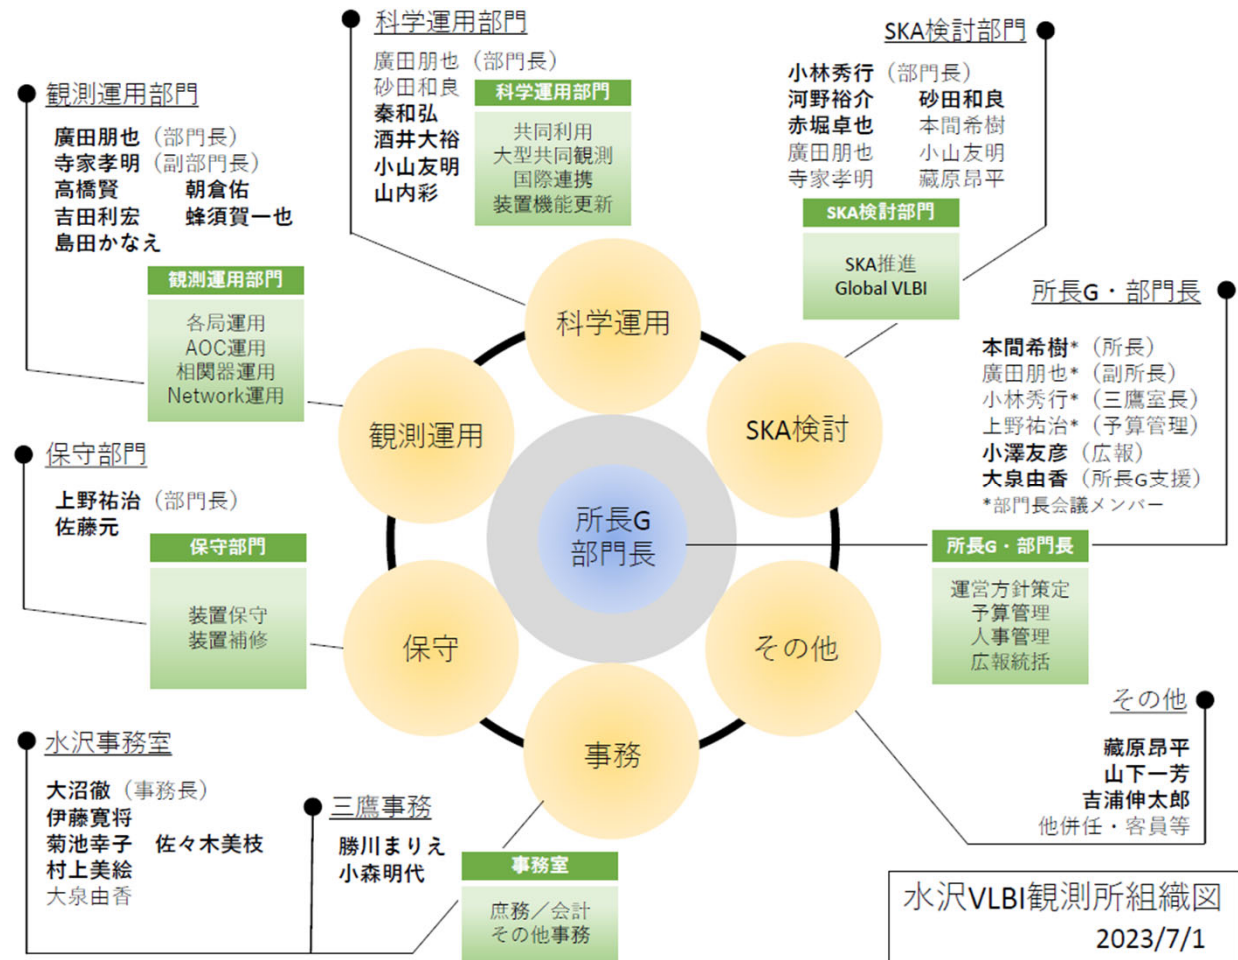 科学運用部門
廣田朋也（部門長）
砂田和良
秦和弘
酒井大裕
小山友明
山内彩
科学運用部門
共同利用
大型共同観測
国際連携
装置機能更新
SKA検討部門
小林秀行（部門長）
河野裕介 砂田和良
赤堀卓也 本間希樹
廣田朋也 小山友明
寺家孝明 蔵原昂平
SKA検討部門
SKA推進
Global VLBI
観測運用部門
廣田朋也（部門長）
寺家孝明（副部門長）
高橋賢 朝倉佑
吉田利宏 蜂須賀一也
島田かなえ
観測運用部門
各局運用
AOC運用
相関器運用
Network運用
所長G・部門長
本間希樹*（所長）
廣田朋也*（副所長）
小林秀行*（三鷹室長）
上野祐治*（予算管理）
小澤友彦（広報）
大泉由香（所長G支援）
*部門長会議メンバー
所長G・部門長
運営方針策定
予算管理
人事管理
広報統括
保守部門
上野祐治（部門長）
佐藤元
保守部門
装置保守
装置補修
科学運用
観測運用
SKA検討
所長G
部門長
保守
その他
事務
水沢事務室
大沼徹（事務長）
伊藤寛将
菊池幸子 佐々木美枝
村上美絵
大泉由香
三鷹事務
勝川まりえ
小森明代
事務室
庶務／会計
その他事務
その他
蔵原昂平
山下一芳
吉浦伸太郎
他併任・客員等
水沢VLBI観測所組織図
2023/7/1